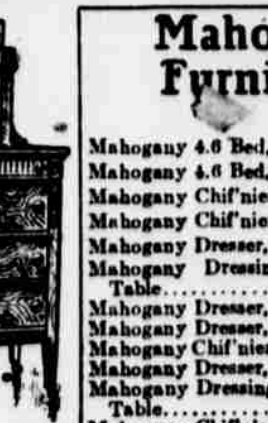 Maho
Furni
Mahogany 4.6 Bed,
Mahogany 4.6 Bed,
Mahogany Chif'nie
Mahogany Chif'nie
Mahogany Dresser,
Mahogany Dressin
Table..........
Mahogany Dresser,
Mahogany Dresser,
Mahogany Chif'nier
Mahogany Dresser,
Mahogany Dressing
Table..........